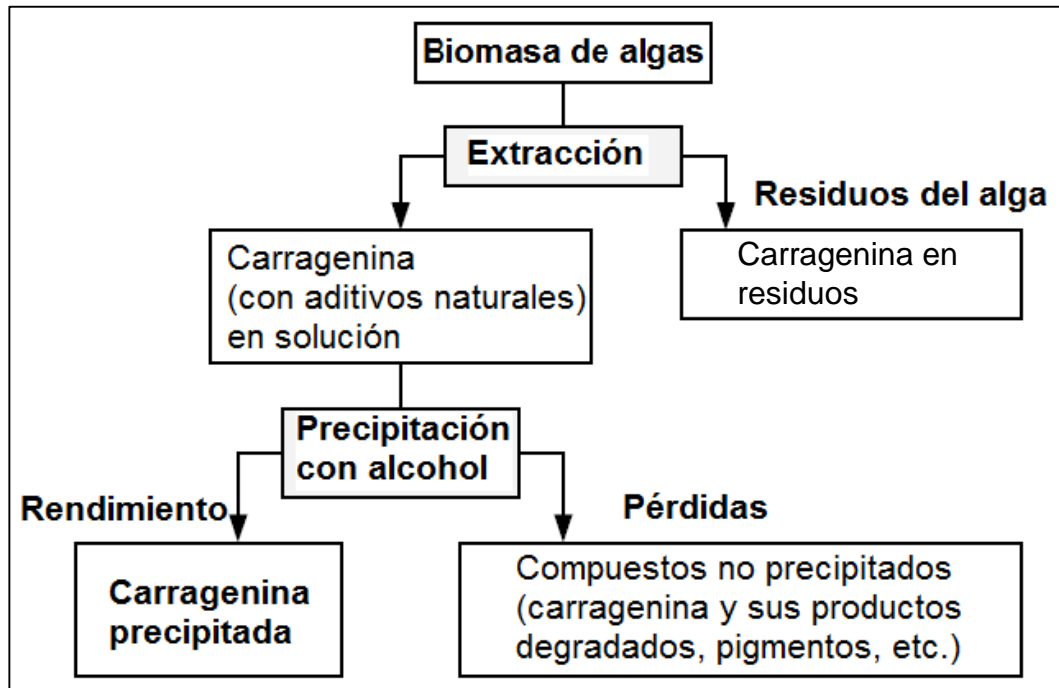 Biomasa de algas
Extracción
Residuos del alga
Carragenina
(con aditivos naturales)
en solución
Carragenina en
residuos
Precipitación
con alcohol
Rendimiento
Pérdidas
Carragenina
precipitada
Compuestos no precipitados
(carragenina y sus productos
degradados, pigmentos, etc.)